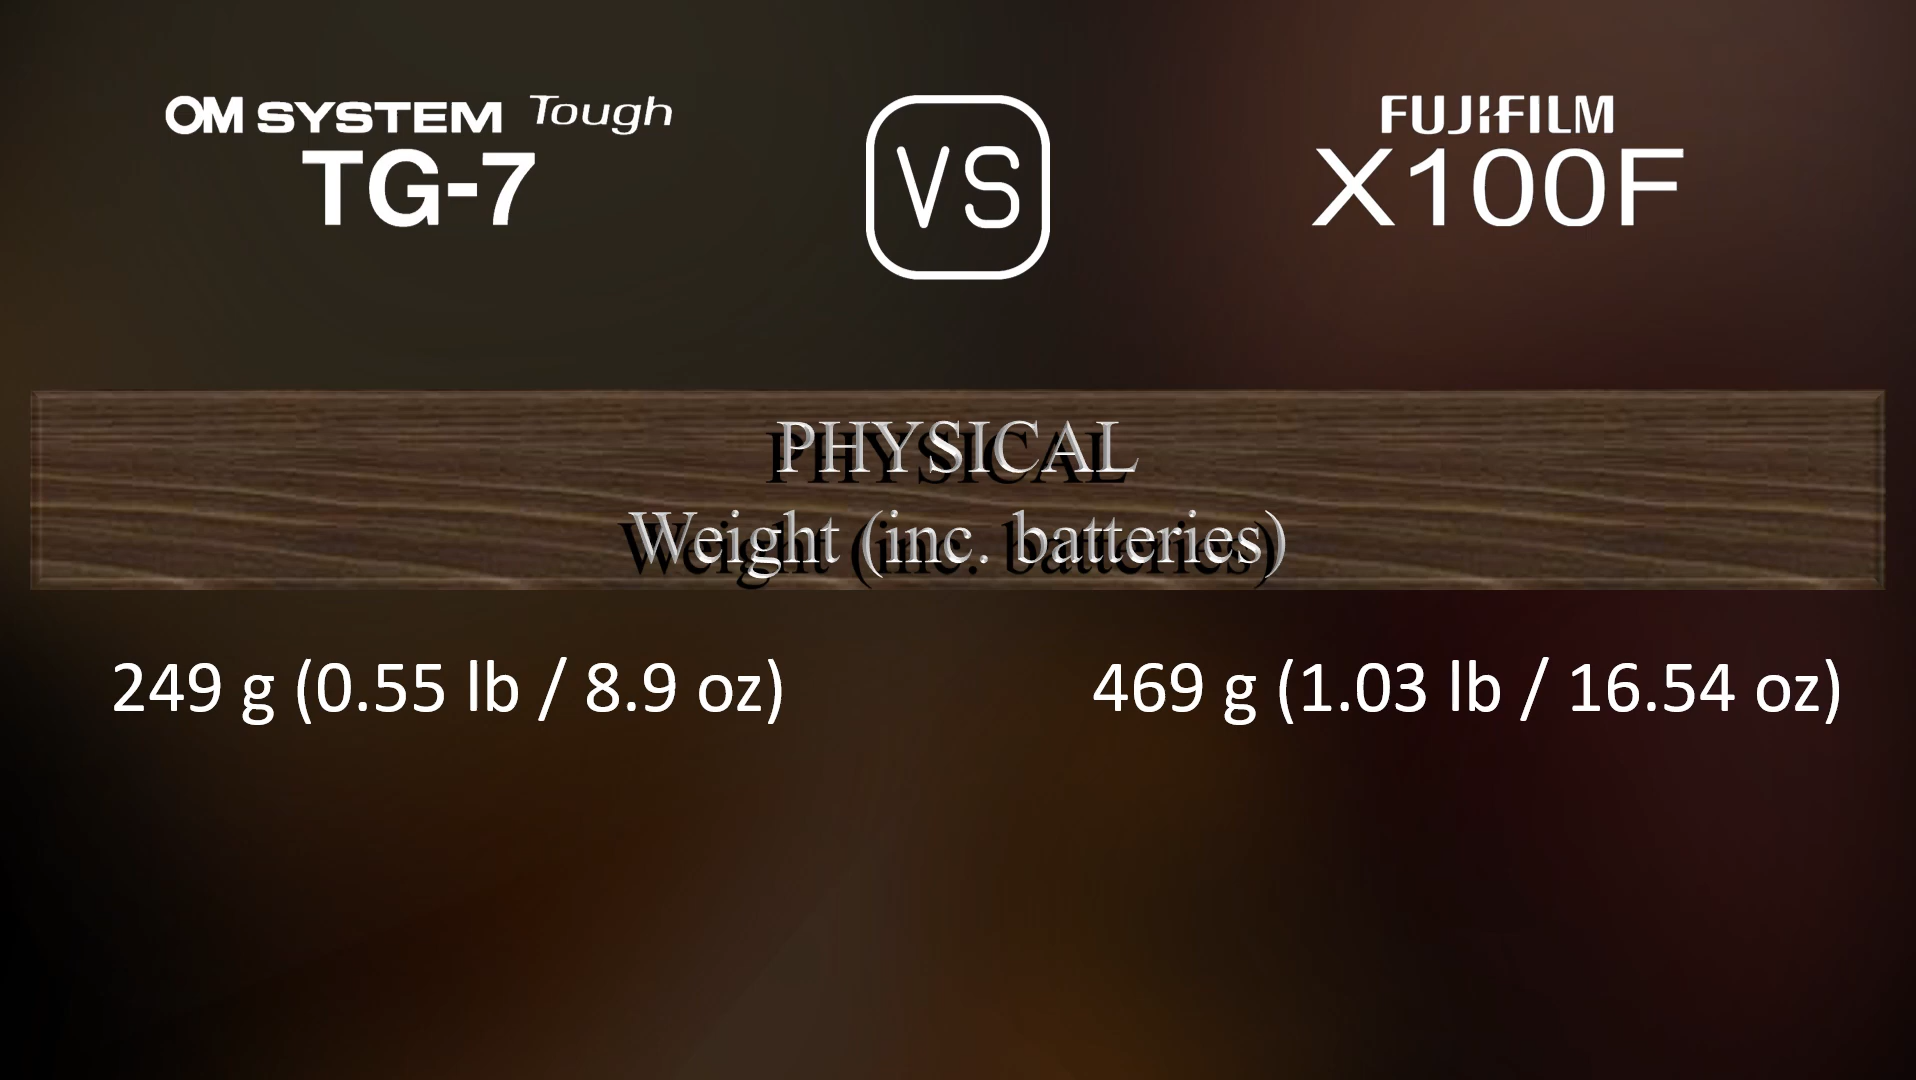 OM SYSTEM Tough
TG-7
VS
FUJIFILM
X100F
PHYSICAL
Weight (inc. batteries)
249 g (0.55 lb / 8.9 oz)
469 g (1.03 lb / 16.54 oz)